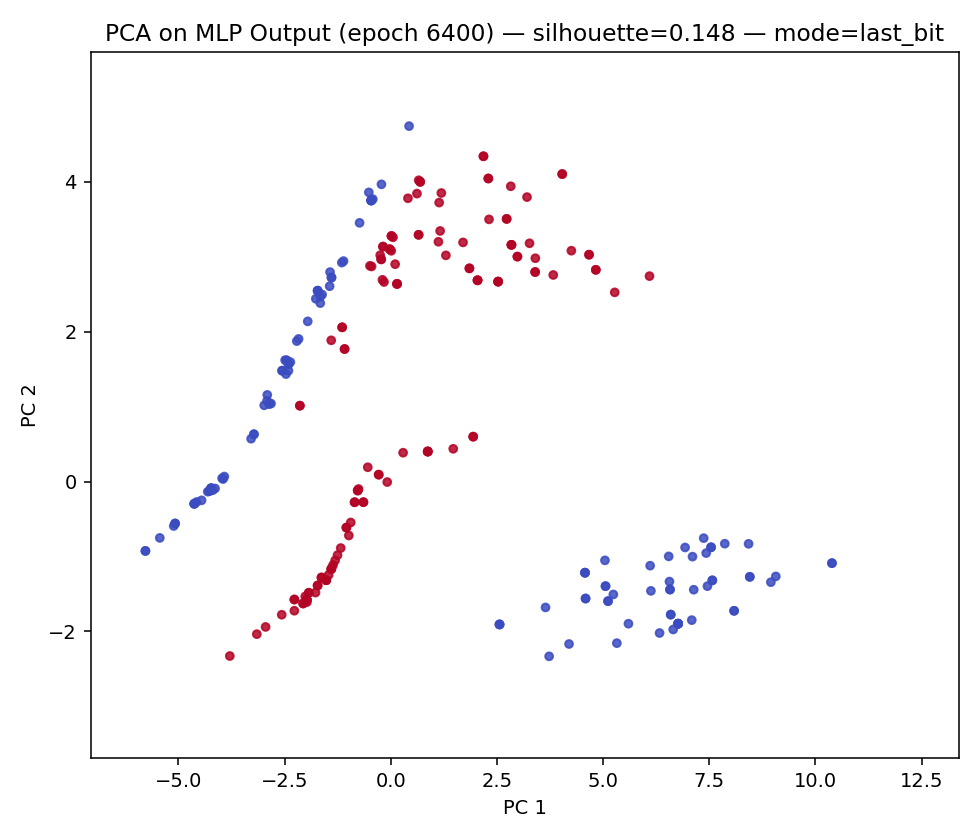 PCA on MLP Output (epoch 6400) — silhouette=0.148 — mode=last_bit
PC 2
4
2
0
−2
−5.0 −2.5 0.0 2.5 5.0 7.5 10.0 12.5
PC 1